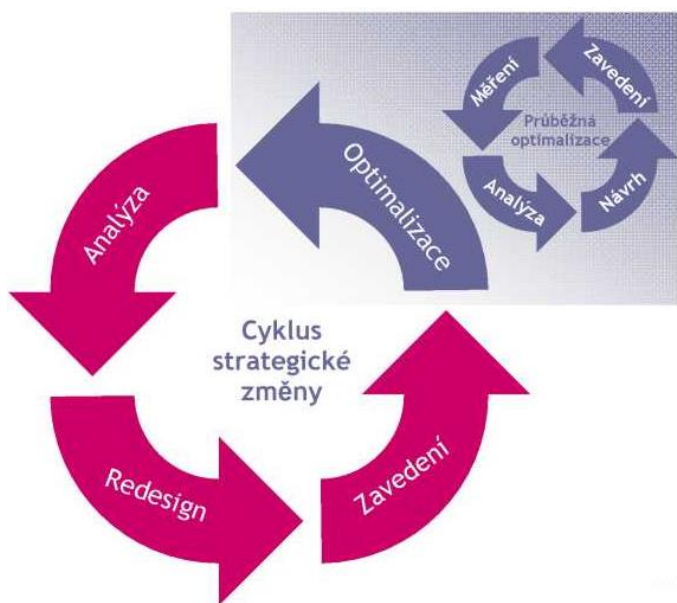 Měření
Zavedení
Průběžná
optimalizace
Analýza
Návrh
Optimalizace
Analýza
Cyklus
strategické
změny
Redesign
Zavedení